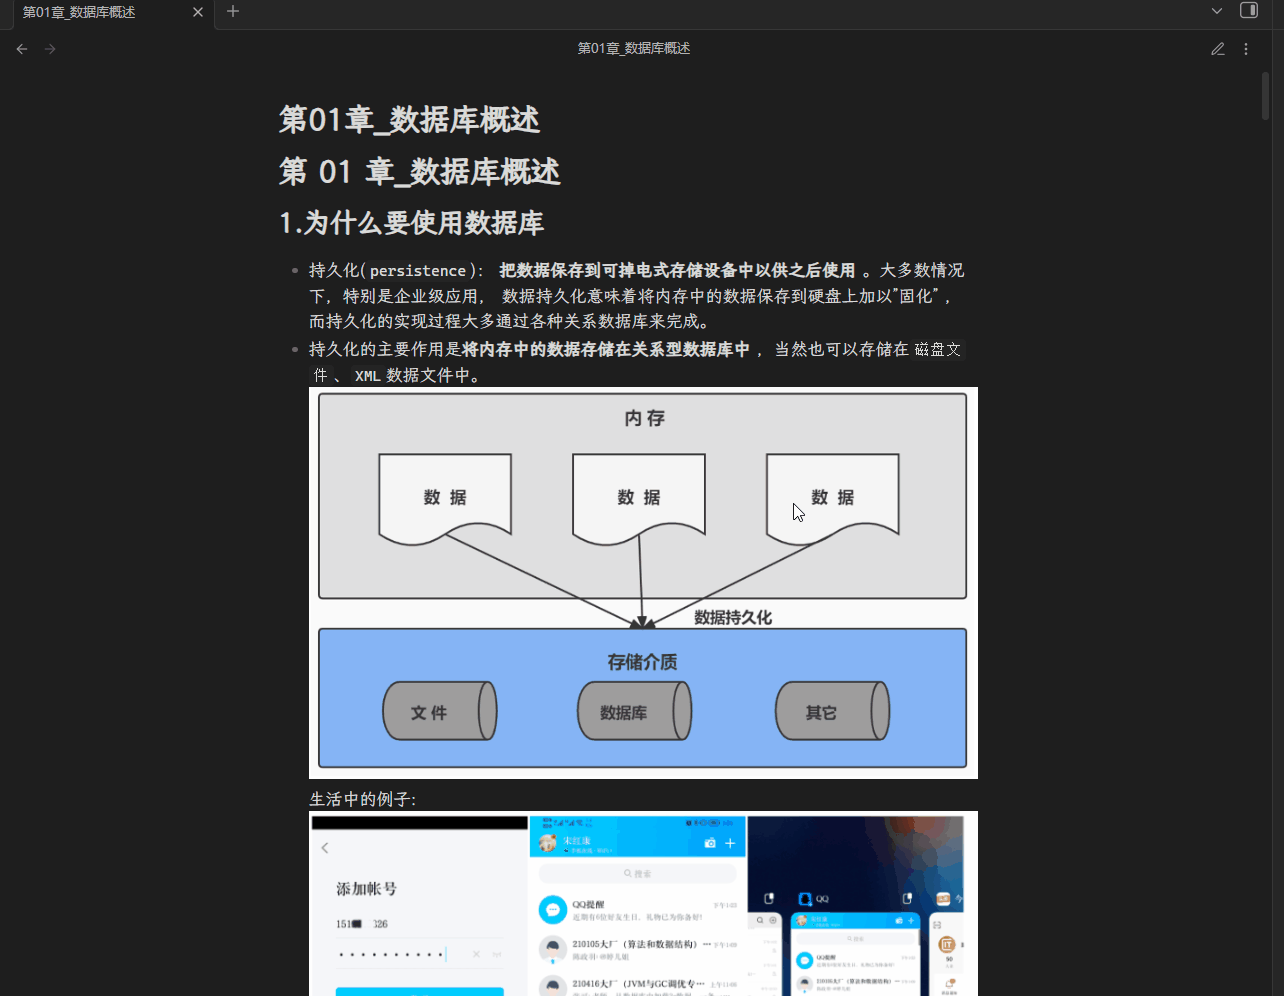 第01章_数据库概述
第01章_数据库概述
第01章_数据库概述
第 01 章_数据库概述
1.为什么要使用数据库
持久化(persistence)： 把数据保存到可掉电式存储设备中以供之后使用 。大多数情况
下，特别是企业级应用， 数据持久化意味着将内存中的数据保存到硬盘上加以”固化”，
而持久化的实现过程大多通过各种关系数据库来完成。
持久化的主要作用是将内存中的数据存储在关系型数据库中 ，当然也可以存储在 磁盘文
件 、 XML 数据文件中。
内 存
数 据
数 据
数 据
数据持久化
存储介质
文 件
数据库
其它
生活中的例子：
添加帐号
151
326
宋红康
搜索
QQ提醒
近期有6位好友生日，礼物已为你备好!
210105大厂（算法和数据结构）
210416大厂（JVM与GC调优专…
QQ
宋红康
搜索
QQ提醒